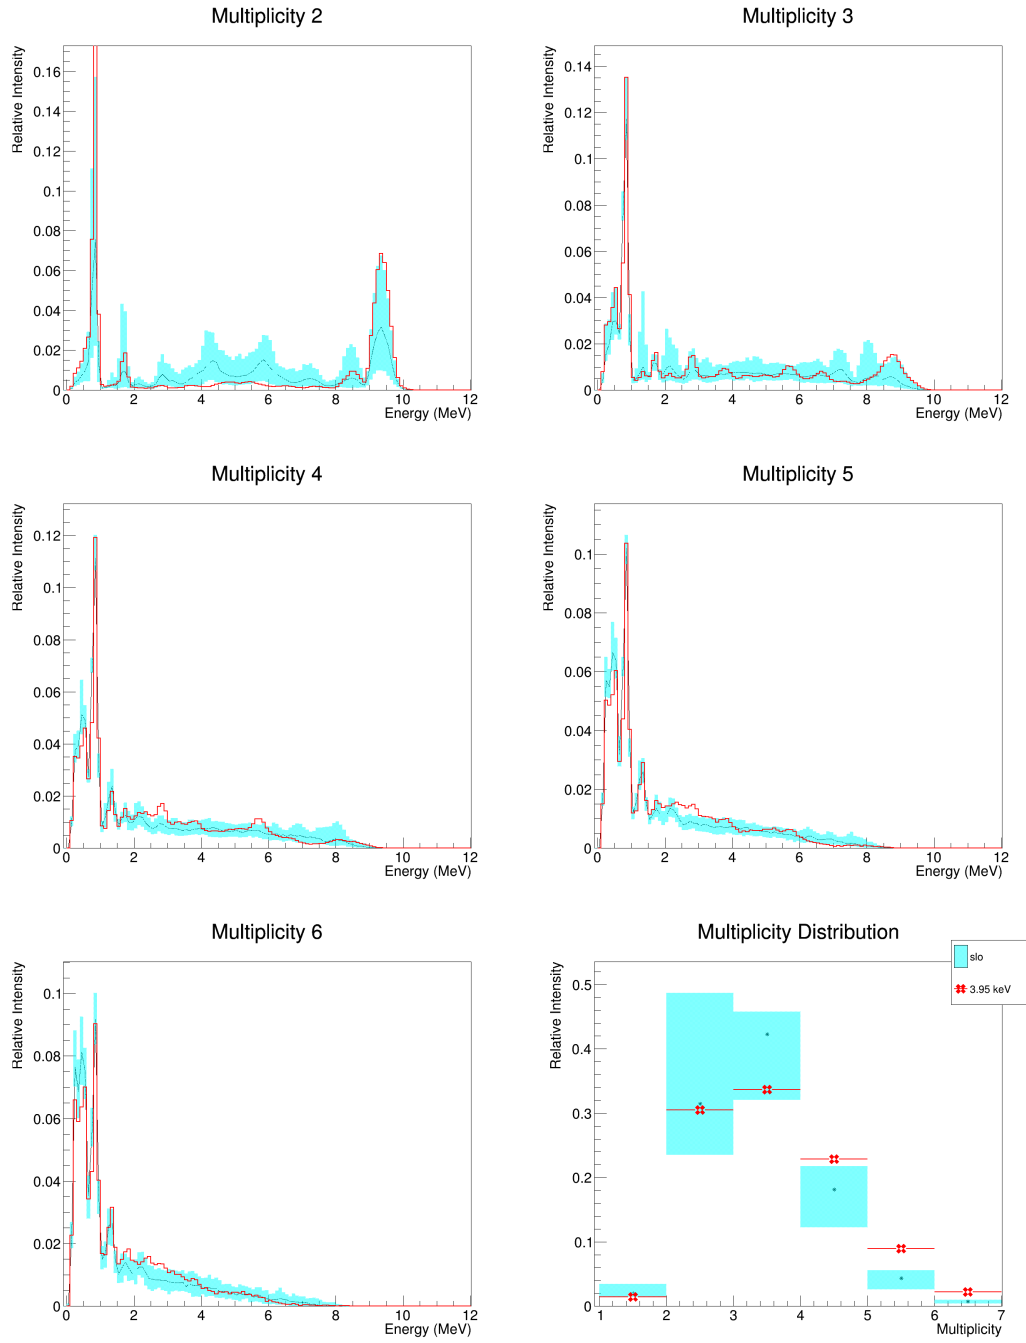 Multiplicity 2
Relative Intensity
0.16
0.14
0.12
0.1
0.08
0.06
0.04
0.02
0
0 2 4 6 8 10 12
Energy (MeV)
Multiplicity 3
Relative Intensity
0.14
0.12
0.1
0.08
0.06
0.04
0.02
0
0 2 4 6 8 10 12
Energy (MeV)
Multiplicity 4
Relative Intensity
0.12
0.1
0.08
0.06
0.04
0.02
0
0 2 4 6 8 10 12
Energy (MeV)
Multiplicity 5
Relative Intensity
0.1
0.08
0.06
0.04
0.02
0
0 2 4 6 8 10 12
Energy (MeV)
Multiplicity 6
Relative Intensity
0.1
0.08
0.06
0.04
0.02
0
0 2 4 6 8 10 12
Energy (MeV)
Multiplicity Distribution
slo
3.95 keV
Relative Intensity
0.5
0.4
0.3
0.2
0.1
0
1 2 3 4 5 6 7
Multiplicity